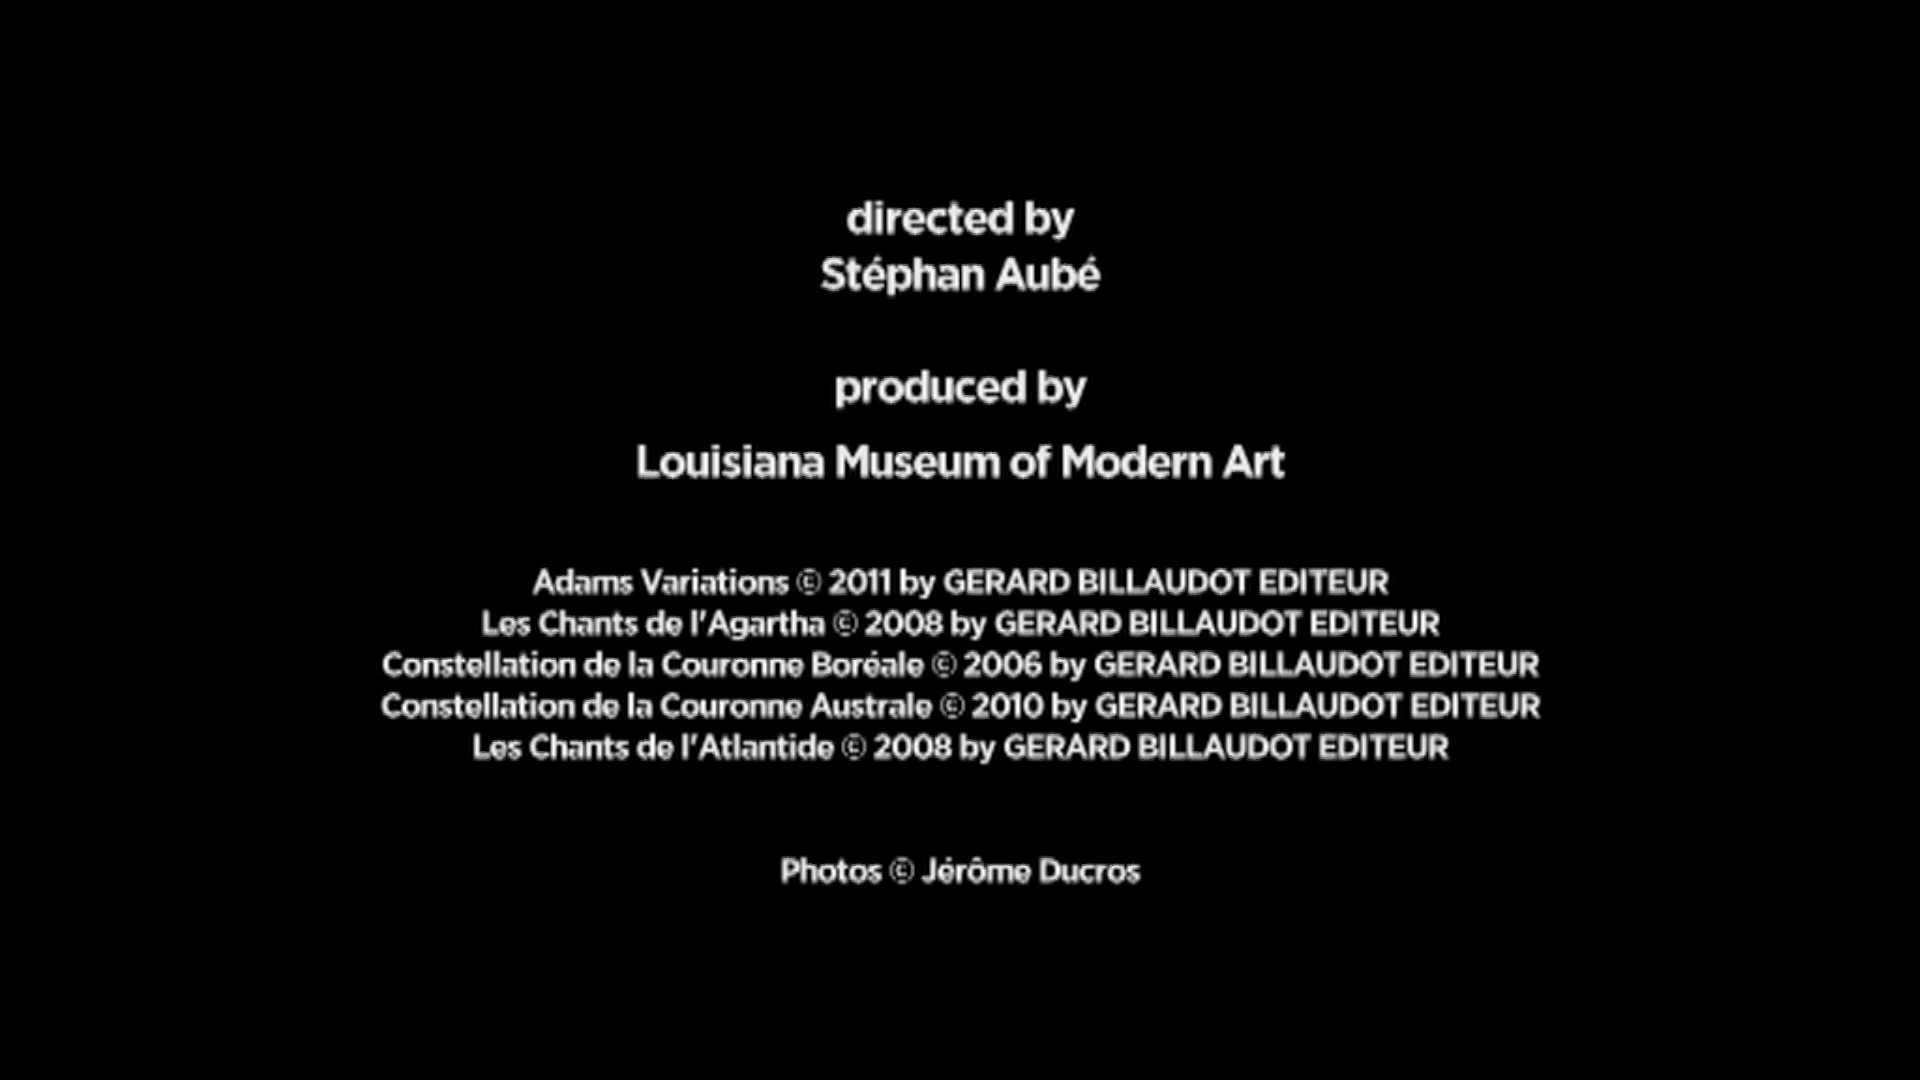 directed by
Stéphan Aubé
produced by
Louisiana Museum of Modern Art
Adams Variations © 2011 by GERARD BILLAUDOT EDITEUR
Les Chants de l'Agartha © 2008 by GERARD BILLAUDOT EDITEUR
Constellation de la Couronne Boréale © 2006 by GERARD BILLAUDOT EDITEUR
Constellation de la Couronne Australe © 2010 by GERARD BILLAUDOT EDITEUR
Les Chants de l'Atlantide © 2008 by GERARD BILLAUDOT EDITEUR
Photos © Jérôme Ducros